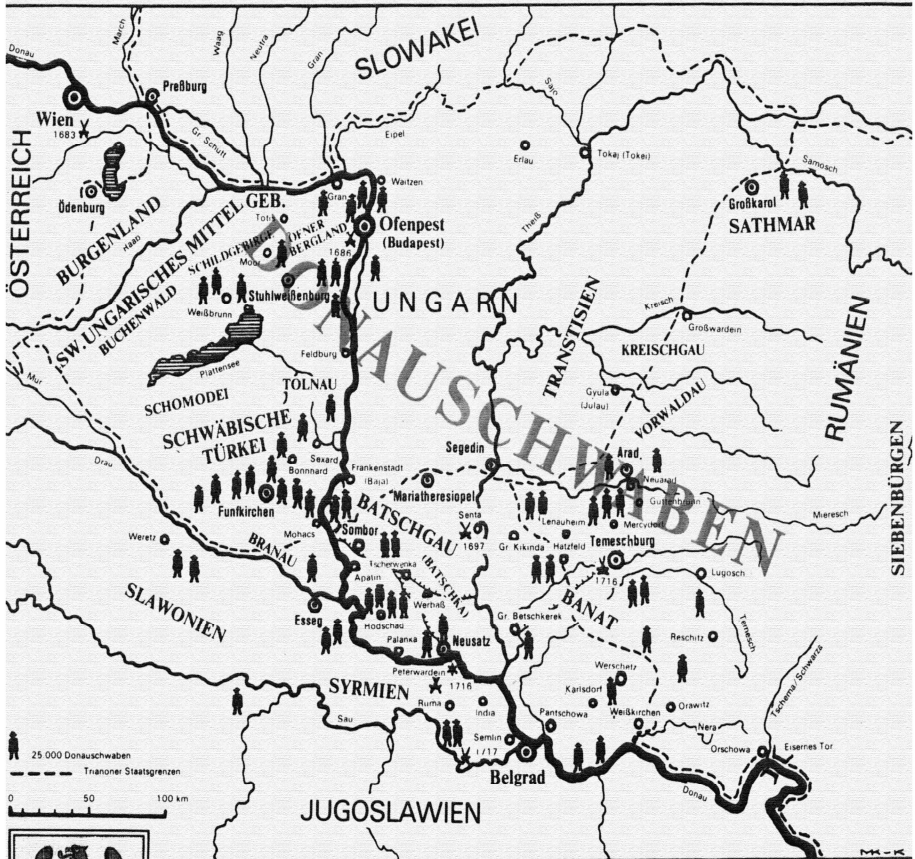 Donau
March
Waag
Neutra
Gran
SLOWAKEI
Wien
1683
Preßburg
Gr. Schütt
Eipel
Sajo
Erlau
Tokaj (Tokei)
Samosch
Großkarol
SATHMAR
ÖSTERREICH
Ödenburg
BURGENLAND
Raab
GEB.
Gran
Waitzen
SW. UNGARISCHES MITTEL
BUCHENWALD
SCHILDGEBIRGE
OFENER
BERGLAND
Totis
Moor
Ofenpest
(Budapest)
1686
Stuhlweißenburg
Weißbrunn
UNGARN
DONAUSCHWABEN
Theiß
TRANSTISIEN
Kreisch
Großwardein
KREISCHGAU
RUMÄNIEN
Plattensee
Feldburg
Mur
SCHOMODEI
TOLNAU
SCHWÄBISCHE
TÜRKEI
Gyula
(Julau)
VORWALDAU
SIEBENBÜRGEN
Drau
Sexard
Bonnhard
Segedin
Arad
Neuarad
Guttenbrunn
Frankenstadt
(Baja)
Mariatheresiopel
Funfkirchen
BATSCHGAU
(BATSCHKA)
Senta
1697
Lenauheim
Mercydorf
Mieresch
Mohacs
Sombor
Gr. Kikinda
Hatzfeld
Temeschburg
1716
Weretz
BRANAU
Apatin
Tscherwenka
Lugosch
SLAWONIEN
Esseg
Hodschau
Werbaß
Gr. Betschkerek
BANAT
Temesch
Reschitz
Palanka
Neusatz
Peterwardein
1716
Werschetz
Karlsdorf
Tscherna/Schwarza
SYRMIEN
Ruma
India
Pantschowa
Weißkirchen
Orawitz
Nera
Sau
Semlin
1717
Belgrad
Orschowa
Eisernes Tor
Donau
25 000 Donauschwaben
Trianoner Staatsgrenzen
0 50 100 km
JUGOSLAWIEN
MK-K